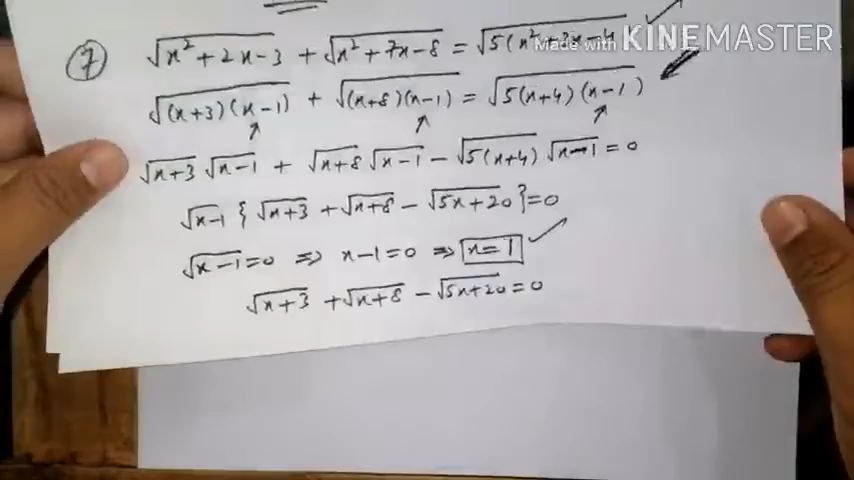 7 √x²+2x-3 + √x²+7x-8 = √5(x²+3x-4
Made with KINEMASTER
√(x+3)(x-1) + √(x+8)(x-1) = √5(x+4)(x-1)
√x+3 √x-1 + √x+8 √x-1 - √5(x+4) √x-1 = 0
√x-1 { √x+3 + √x+8 - √5x+20 } = 0
√x-1 = 0 ⇒ x-1 = 0 ⇒ x=1
√x+3 + √x+8 - √5x+20 = 0